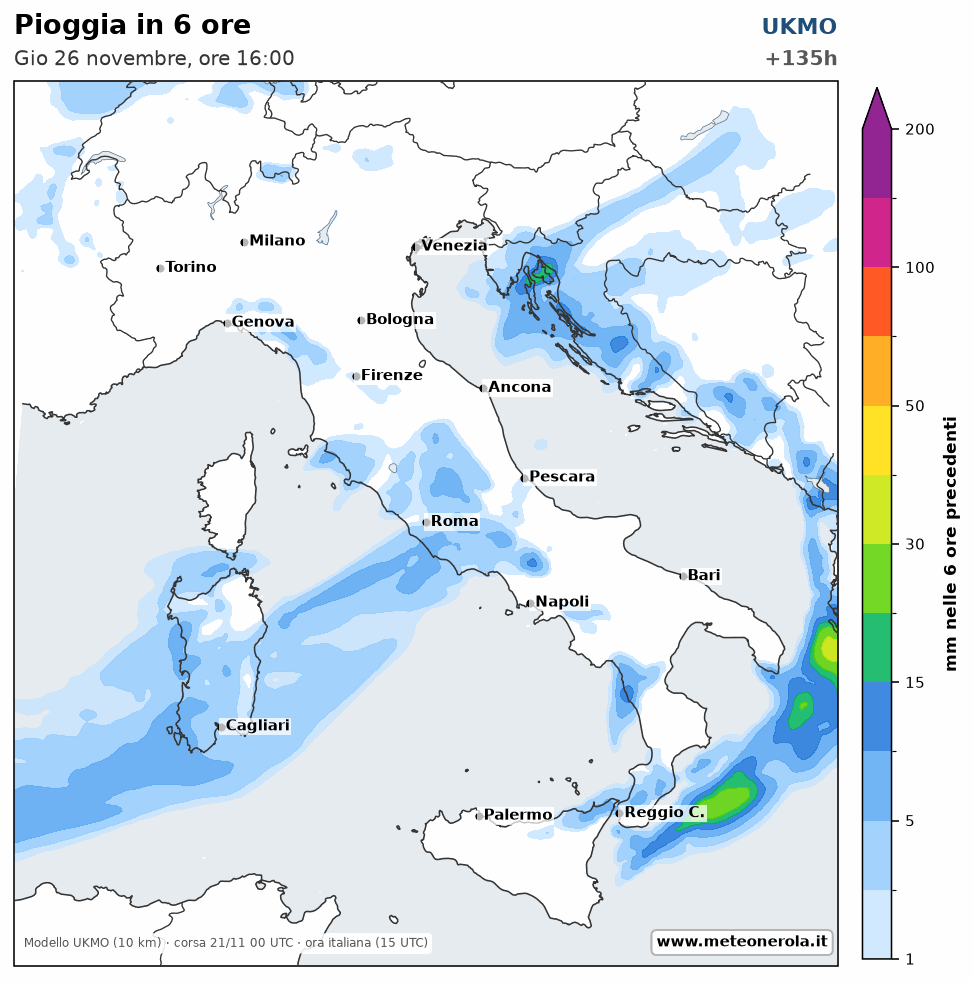 Pioggia in 6 ore
UKMO
Gio 26 novembre, ore 16:00
+135h
200
100
50
30
15
5
1
mm nelle 6 ore precedenti
Milano
Venezia
Torino
Genova
Bologna
Firenze
Ancona
Pescara
Roma
Bari
Napoli
Cagliari
Palermo
Reggio C.
Modello UKMO (10 km) · corsa 21/11 00 UTC · ora italiana (15 UTC)
www.meteonerola.it